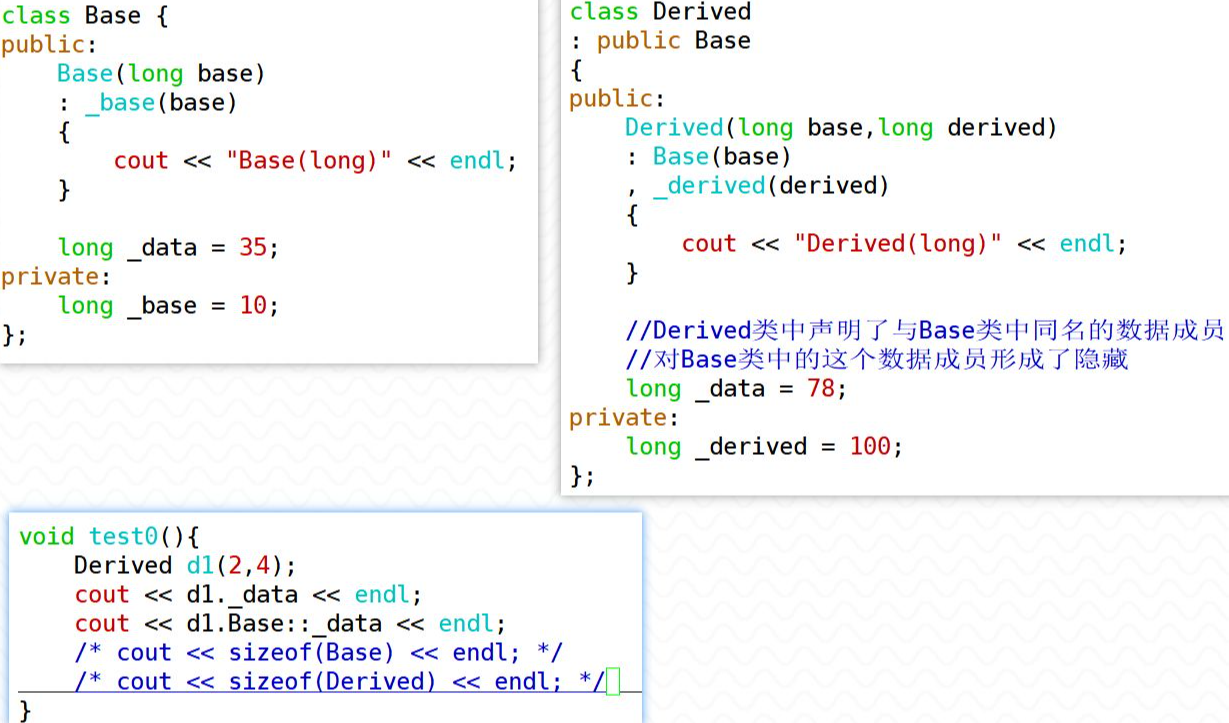 class Base {
public:
    Base(long base)
    : _base(base)
    {
        cout << "Base(long)" << endl;
    }

    long _data = 35;
private:
    long _base = 10;
};
class Derived
: public Base
{
public:
    Derived(long base,long derived)
    : Base(base)
    , _derived(derived)
    {
        cout << "Derived(long)" << endl;
    }

    //Derived类中声明了与Base类中同名的数据成员
    //对Base类中的这个数据成员形成了隐藏
    long _data = 78;
private:
    long _derived = 100;
};
void test0(){
    Derived d1(2,4);
    cout << d1._data << endl;
    cout << d1.Base::_data << endl;
    /* cout << sizeof(Base) << endl; */
    /* cout << sizeof(Derived) << endl; */
}